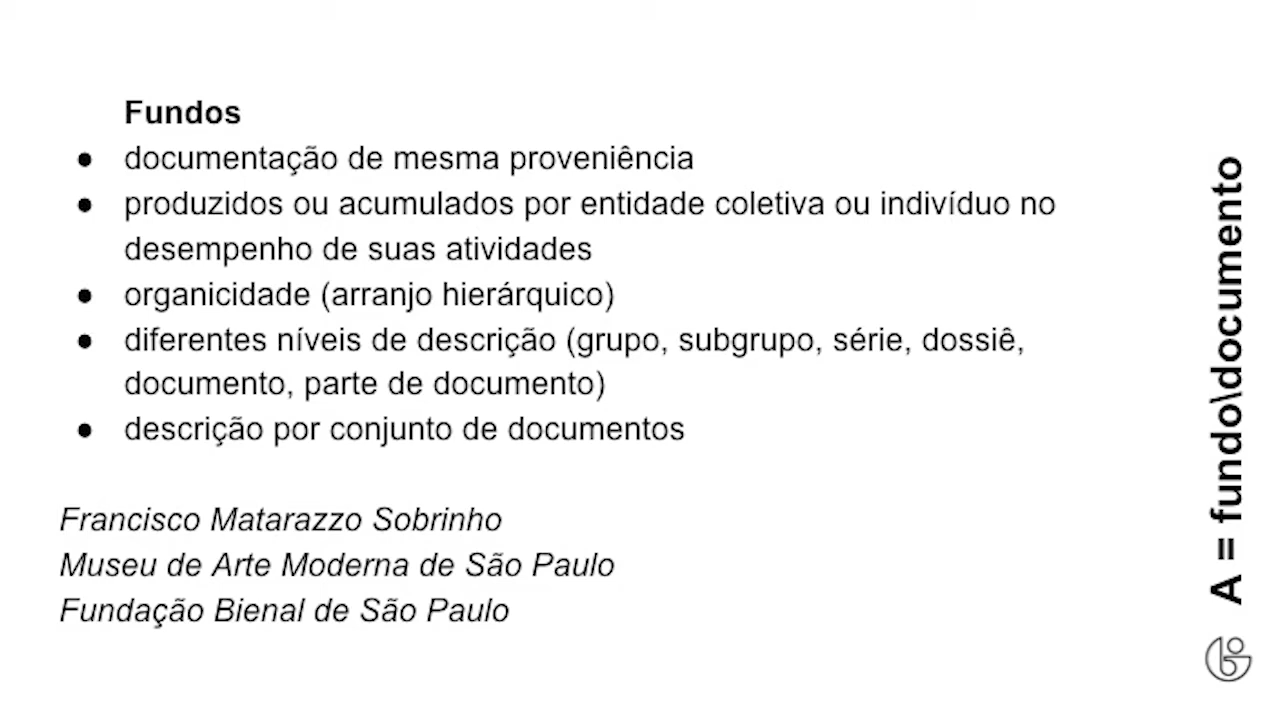 Fundos
● documentação de mesma proveniência
● produzidos ou acumulados por entidade coletiva ou indivíduo no
desempenho de suas atividades
● organicidade (arranjo hierárquico)
● diferentes níveis de descrição (grupo, subgrupo, série, dossiê,
documento, parte de documento)
● descrição por conjunto de documentos
Francisco Matarazzo Sobrinho
Museu de Arte Moderna de São Paulo
Fundação Bienal de São Paulo
A = fundo\documento